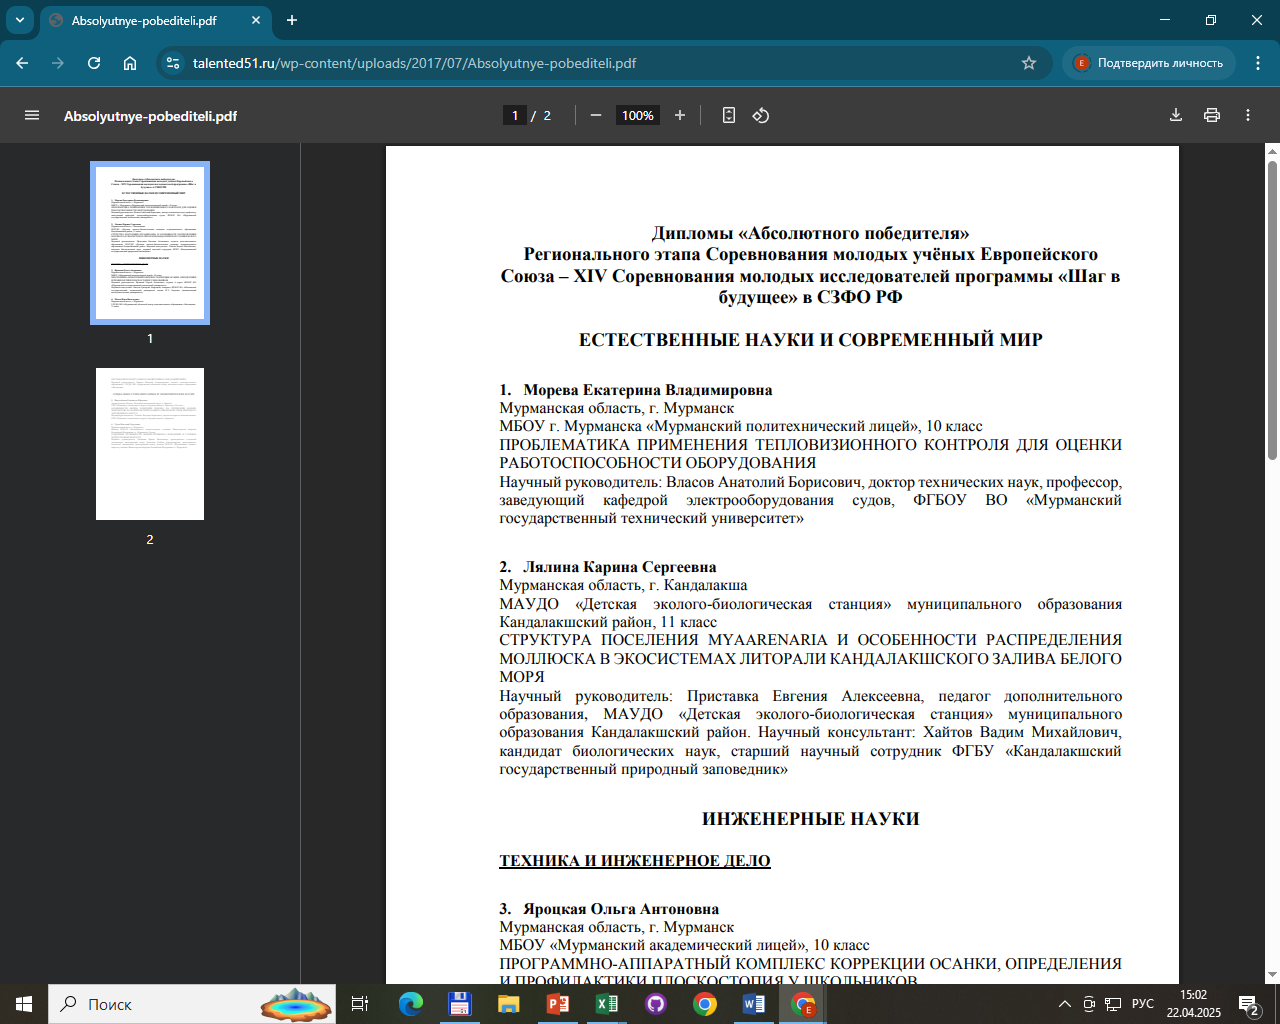 Absolyutnye-pobediteli.pdf
talented51.ru/wp-content/uploads/2017/07/Absolyutnye-pobediteli.pdf
Подтвердить личность
Absolyutnye-pobediteli.pdf
1 / 2
100%
1
2
Дипломы «Абсолютного победителя»
Регионального этапа Соревнования молодых учёных Европейского
Союза – XIV Соревнования молодых исследователей программы «Шаг в
будущее» в СЗФО РФ
ЕСТЕСТВЕННЫЕ НАУКИ И СОВРЕМЕННЫЙ МИР
1. Морева Екатерина Владимировна
Мурманская область, г. Мурманск
МБОУ г. Мурманска «Мурманский политехнический лицей», 10 класс
ПРОБЛЕМАТИКА ПРИМЕНЕНИЯ ТЕПЛОВИЗИОННОГО КОНТРОЛЯ ДЛЯ ОЦЕНКИ
РАБОТОСПОСОБНОСТИ ОБОРУДОВАНИЯ
Научный руководитель: Власов Анатолий Борисович, доктор технических наук, профессор,
заведующий кафедрой электрооборудования судов, ФГБОУ ВО «Мурманский
государственный технический университет»
2. Лялина Карина Сергеевна
Мурманская область, г. Кандалакша
МАУДО «Детская эколого-биологическая станция» муниципального образования
Кандалакшский район, 11 класс
СТРУКТУРА ПОСЕЛЕНИЯ MYAARENARIA И ОСОБЕННОСТИ РАСПРЕДЕЛЕНИЯ
МОЛЛЮСКА В ЭКОСИСТЕМАХ ЛИТОРАЛИ КАНДАЛАКШСКОГО ЗАЛИВА БЕЛОГО
МОРЯ
Научный руководитель: Приставка Евгения Алексеевна, педагог дополнительного
образования, МАУДО «Детская эколого-биологическая станция» муниципального
образования Кандалакшский район. Научный консультант: Хайтов Вадим Михайлович,
кандидат биологических наук, старший научный сотрудник ФГБУ «Кандалакшский
государственный природный заповедник»
ИНЖЕНЕРНЫЕ НАУКИ
ТЕХНИКА И ИНЖЕНЕРНОЕ ДЕЛО
3. Яроцкая Ольга Антоновна
Мурманская область, г. Мурманск
МБОУ «Мурманский академический лицей», 10 класс
ПРОГРАММНО-АППАРАТНЫЙ КОМПЛЕКС КОРРЕКЦИИ ОСАНКИ, ОПРЕДЕЛЕНИЯ
И ПРОФИЛАКТИКИ ПЛОСКОСТОПИЯ У ШКОЛЬНИКОВ
Поиск
РУС
15:02
22.04.2025
2